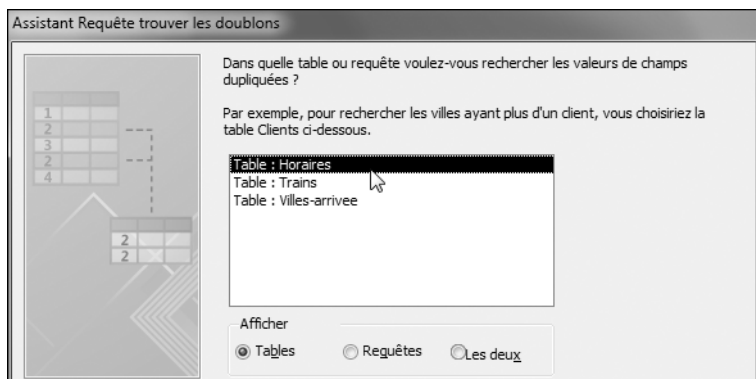 Assistant Requête trouver les doublons
Dans quelle table ou requête voulez-vous rechercher les valeurs de champs
dupliquées ?
Par exemple, pour rechercher les villes ayant plus d'un client, vous choisiriez la
table Clients ci-dessous.
1
2
3
2
4
2
2
Table : Horaires
Table : Trains
Table : Villes-arrivee
Afficher
Tables Requêtes Les deux